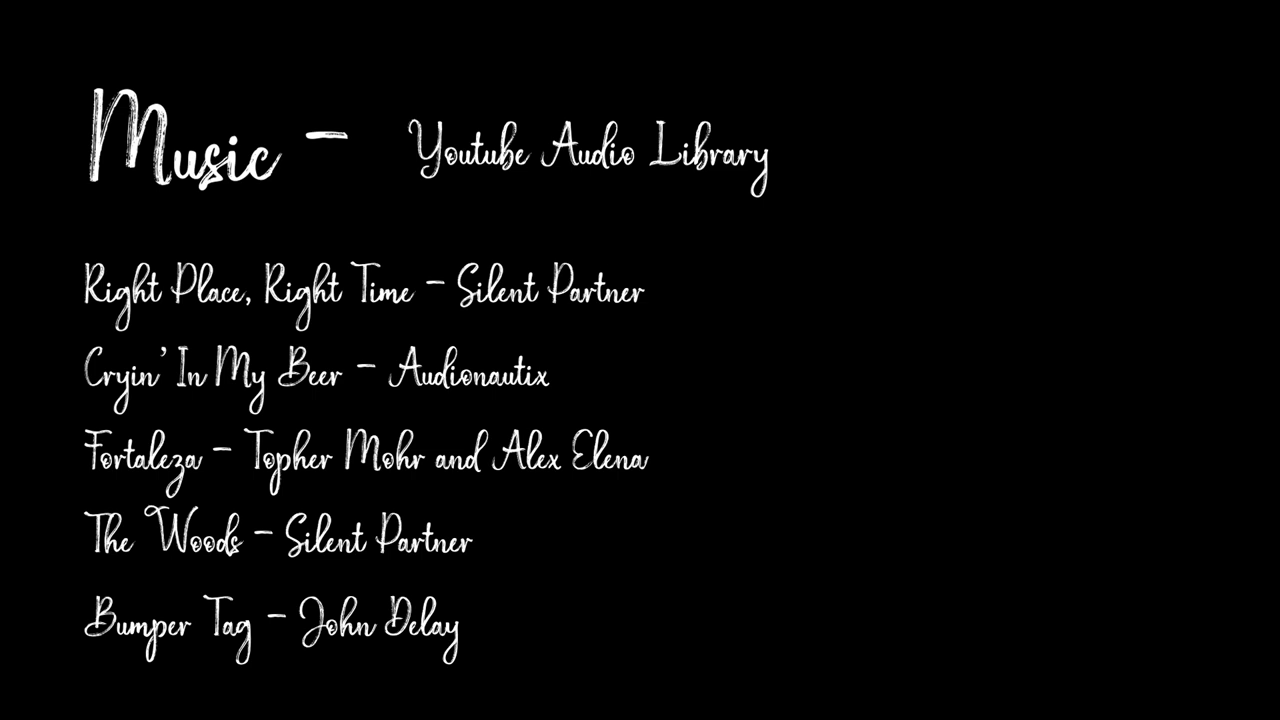 Music - Youtube Audio Library
Right Place, Right Time - Silent Partner
Cryin' In My Beer - Audionautix
Fortaleza - Topher Mohr and Alex Elena
The Woods - Silent Partner
Bumper Tag - John Delay